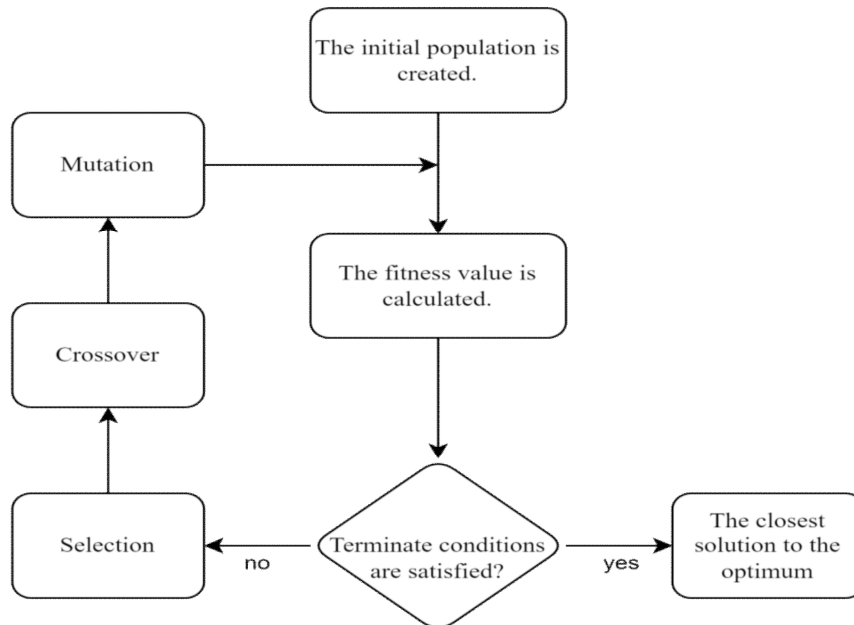 The initial population is
created.
Mutation
The fitness value is
calculated.
Crossover
Selection
no
Terminate conditions
are satisfied?
yes
The closest
solution to the
optimum